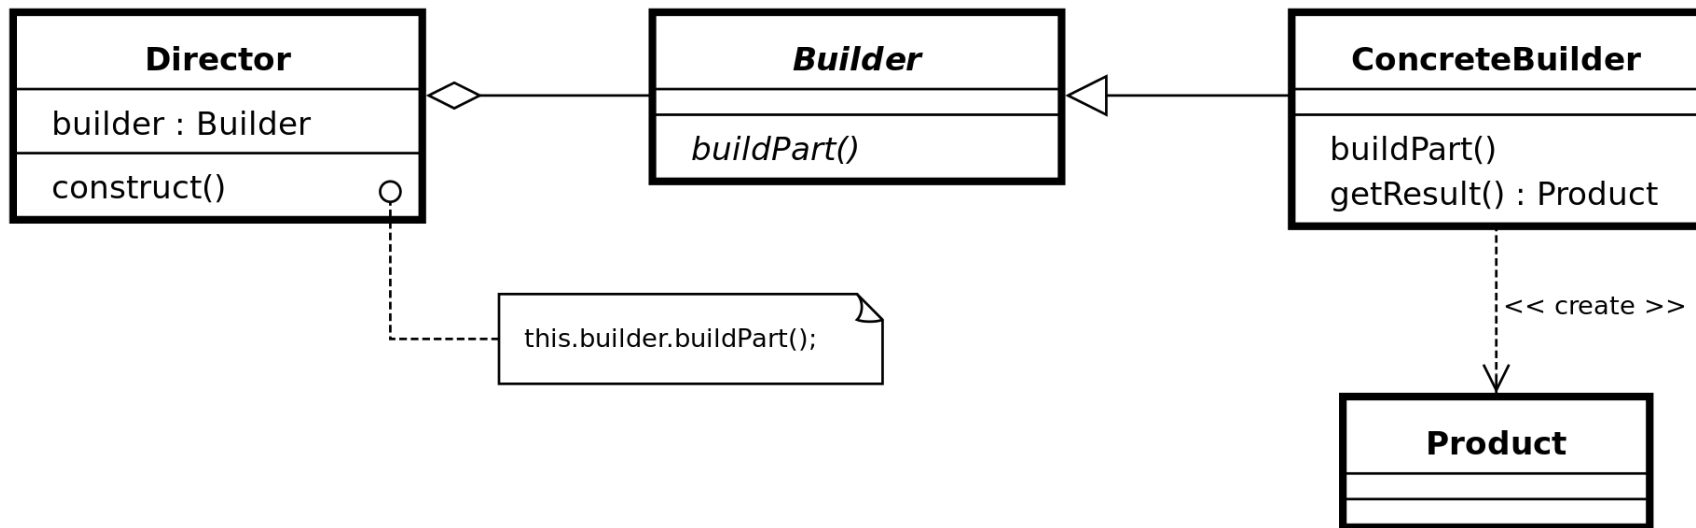 Director
builder : Builder
construct()
Builder
buildPart()
ConcreteBuilder
buildPart()
getResult() : Product
this.builder.buildPart();
<< create >>
Product